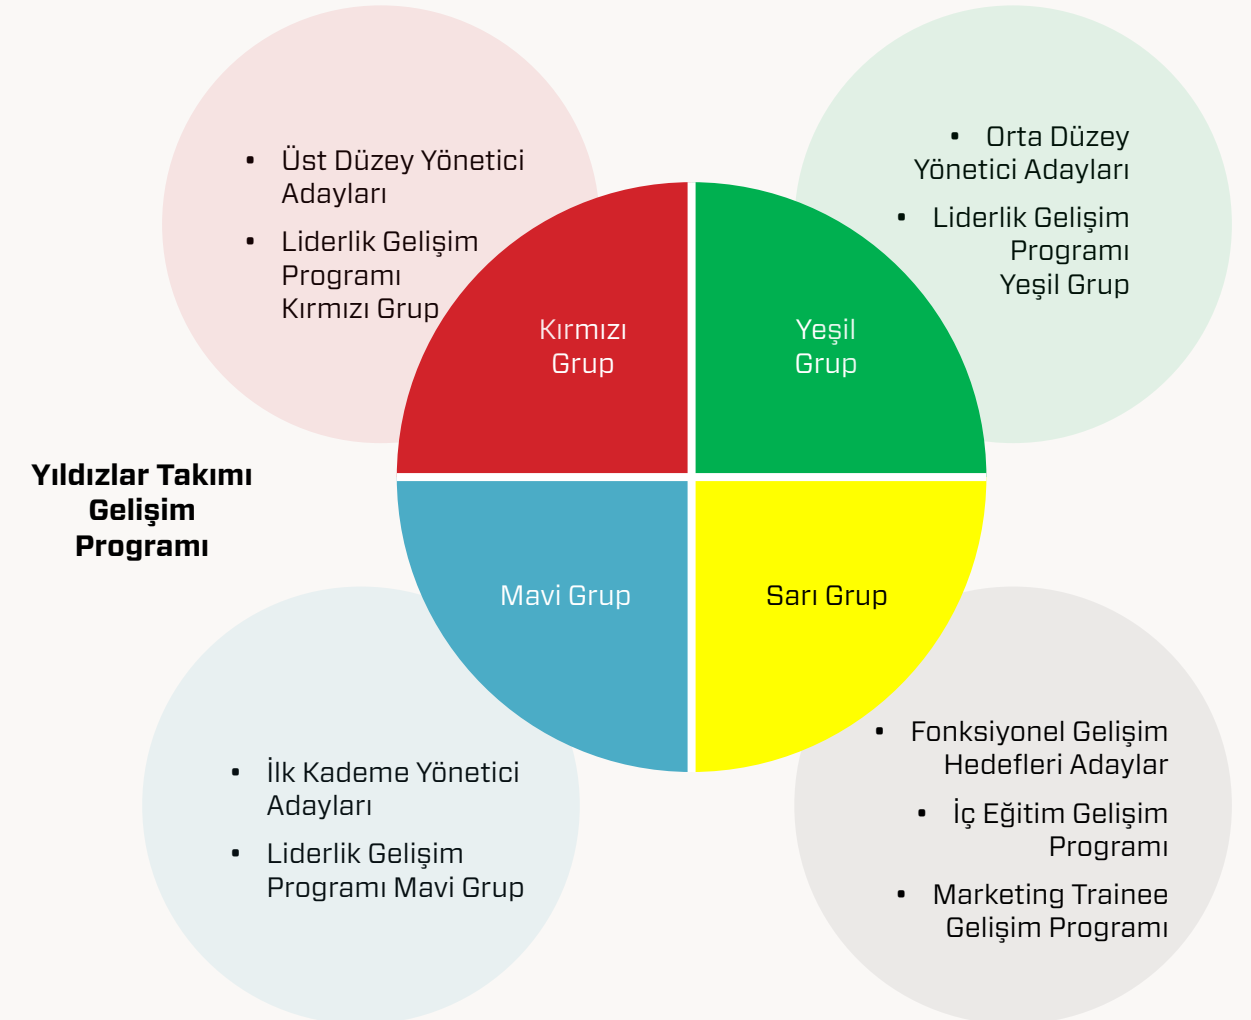 • Üst Düzey Yönetici
Adayları
• Liderlik Gelişim
Programı
Kırmızı Grup
• Orta Düzey
Yönetici Adayları
• Liderlik Gelişim
Programı
Yeşil Grup
Kırmızı
Grup
Yeşil
Grup
Yıldızlar Takımı
Gelişim
Programı
Mavi Grup
Sarı Grup
• İlk Kademe Yönetici
Adayları
• Liderlik Gelişim
Programı Mavi Grup
• Fonksiyonel Gelişim
Hedefleri Adaylar
• İç Eğitim Gelişim
Programı
• Marketing Trainee
Gelişim Programı